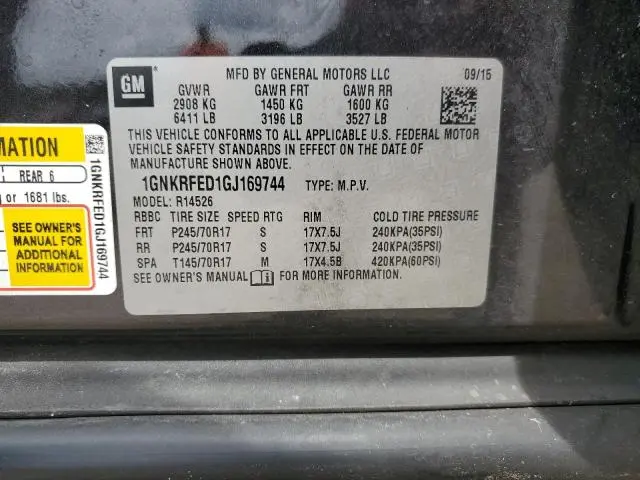 GM
MFD BY GENERAL MOTORS LLC 09/15
GVWR GAWR FRT GAWR RR
2908 KG 1450 KG 1600 KG
6411 LB 3196 LB 3527 LB
THIS VEHICLE CONFORMS TO ALL APPLICABLE U.S. FEDERAL MOTOR
VEHICLE SAFETY STANDARDS IN EFFECT ON THE DATE OF
MANUFACTURE SHOWN ABOVE.
1GNKRFED1GJ169744 TYPE: M.P.V.
MODEL: R14526
RBBC TIRE SIZE SPEED RTG RIM COLD TIRE PRESSURE
FRT P245/70R17 S 17X7.5J 240KPA(35PSI)
RR P245/70R17 S 17X7.5J 240KPA(35PSI)
SPA T145/70R17 M 17X4.5B 420KPA(60PSI)
SEE OWNER'S MANUAL FOR MORE INFORMATION
MATION
REAR 6
or 1681 lbs.
SEE OWNER'S
MANUAL FOR
ADDITIONAL
INFORMATION
1GNKRFED1GJ169744